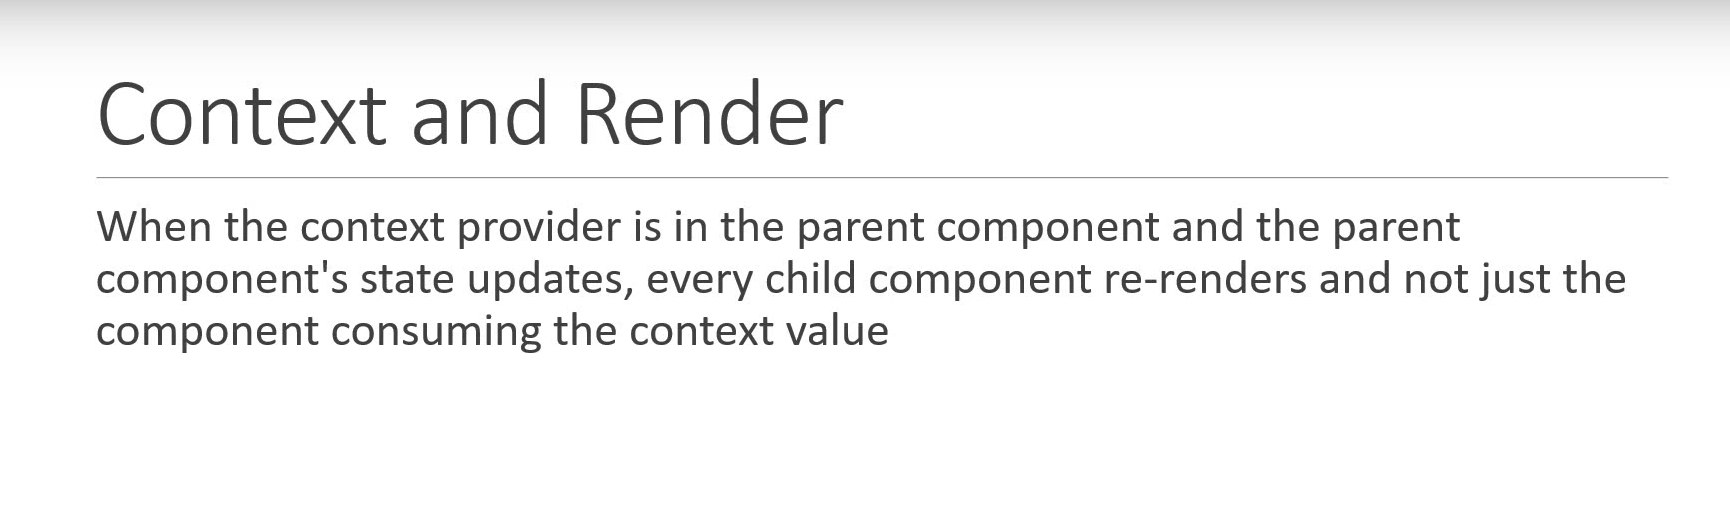 Context and Render
When the context provider is in the parent component and the parent
component's state updates, every child component re-renders and not just the
component consuming the context value